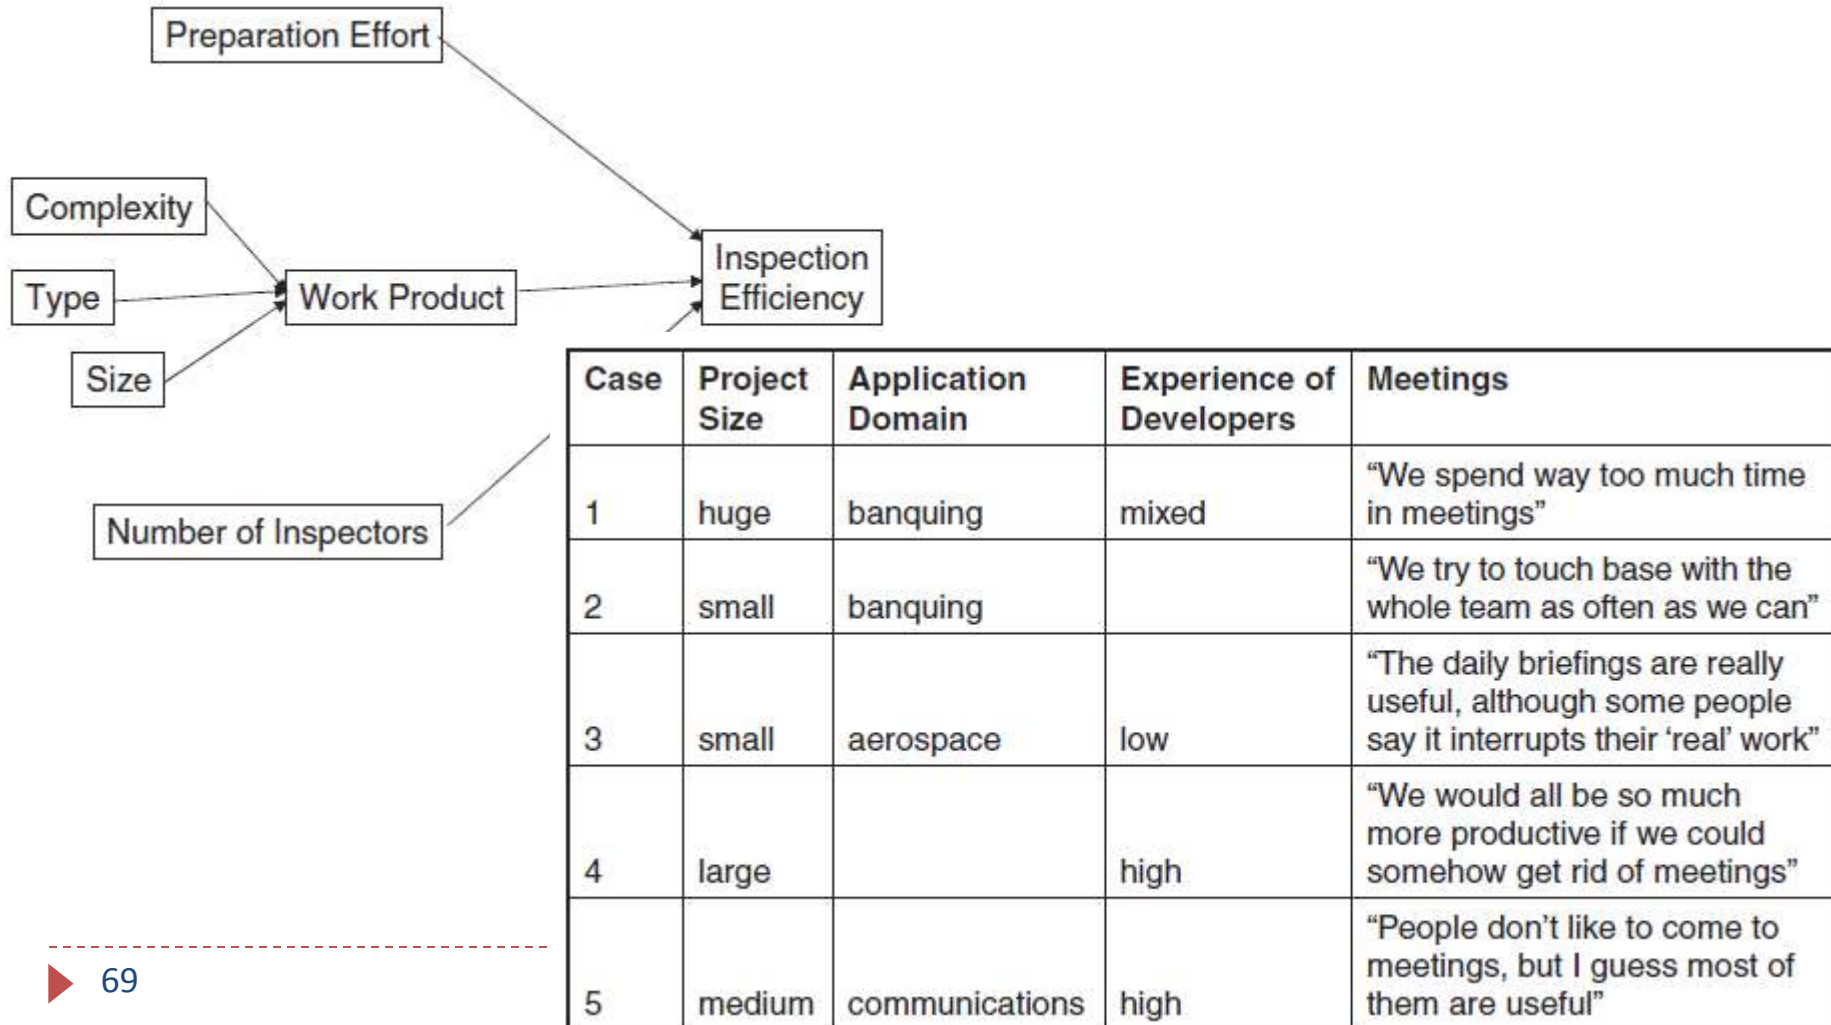 Preparation Effort
Complexity
Type
Size
Work Product
Inspection
Efficiency
Number of Inspectors
Case Project Size Application Domain Experience of Developers Meetings
1 huge banquing mixed “We spend way too much time
in meetings”
2 small banquing “We try to touch base with the
whole team as often as we can”
3 small aerospace low “The daily briefings are really
useful, although some people
say it interrupts their ‘real’ work”
4 large high “We would all be so much
more productive if we could
somehow get rid of meetings”
5 medium communications high “People don’t like to come to
meetings, but I guess most of
them are useful”
69